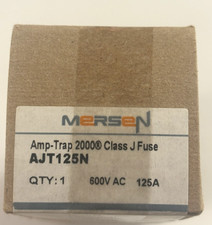 MERSEN
Amp-Trap 2000® Class J Fuse
AJT125N
QTY: 1 600V AC 125A